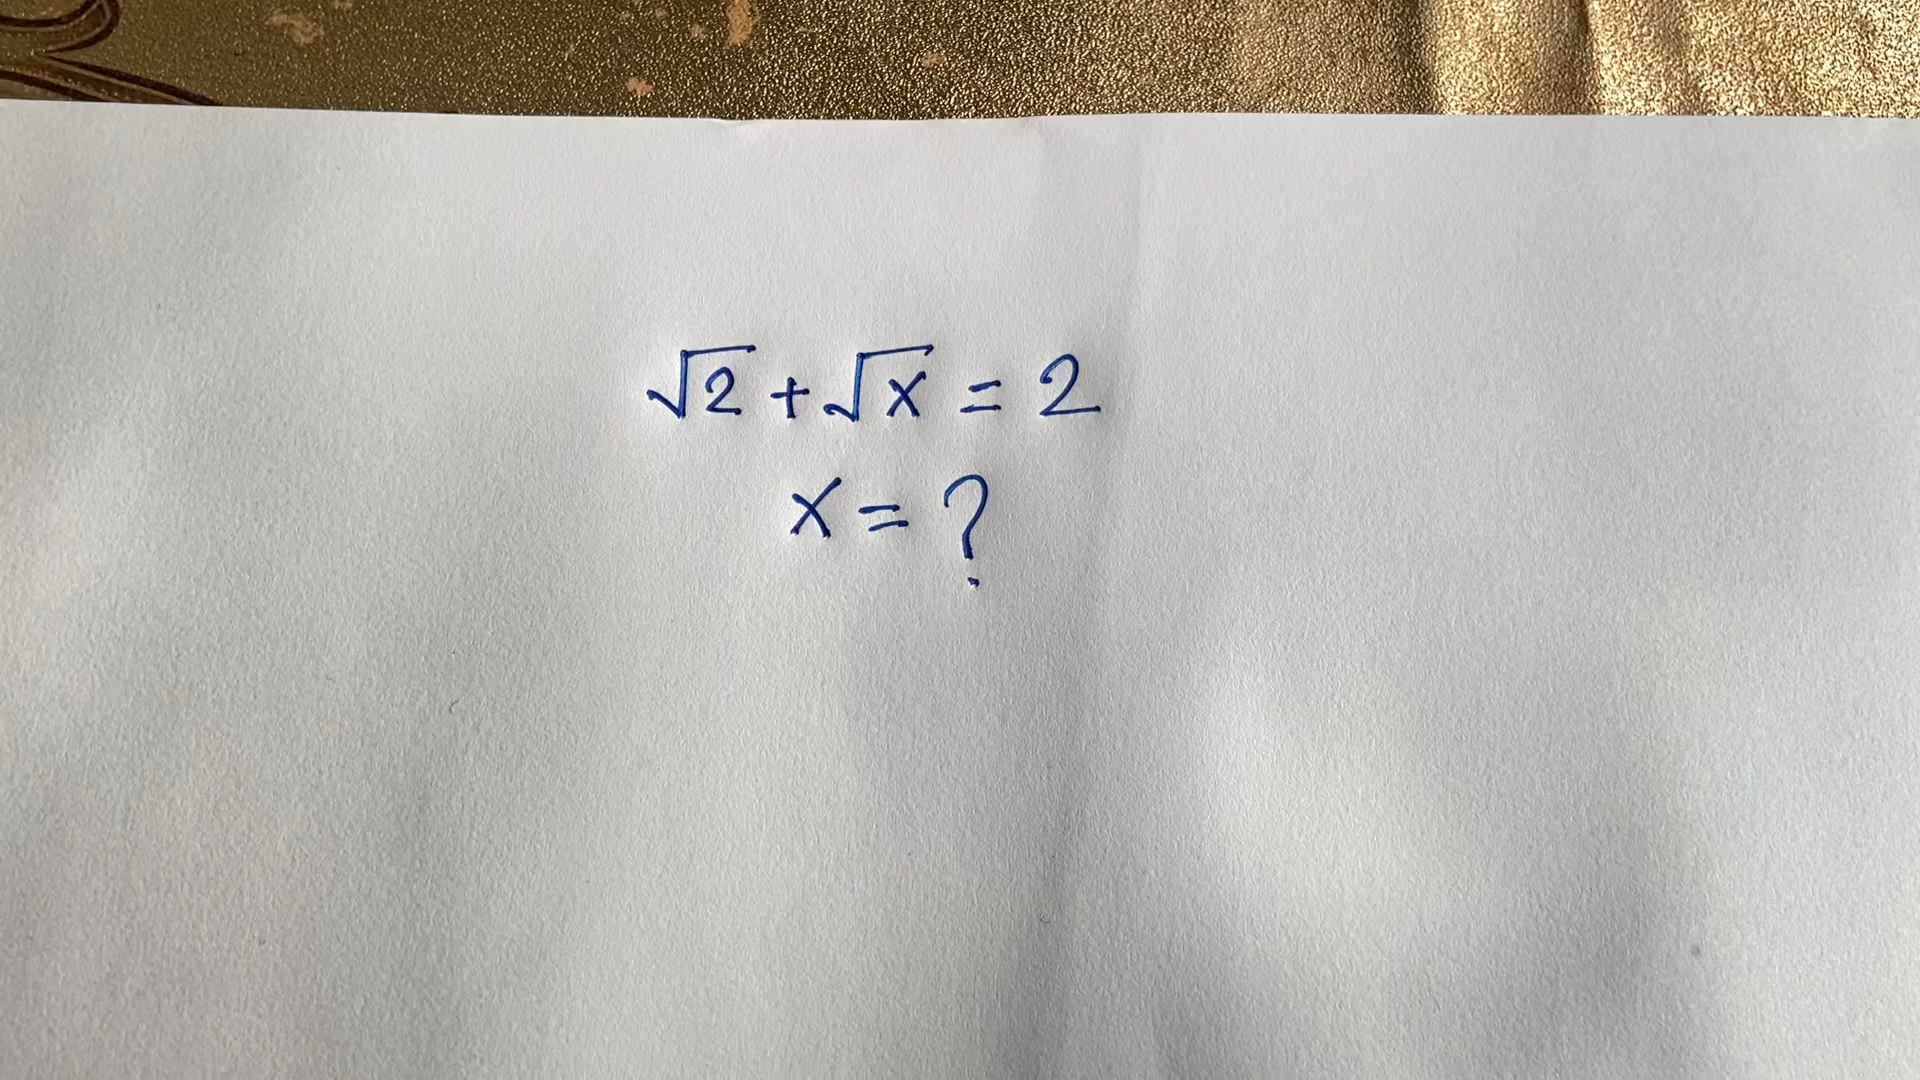 √2 + √x = 2
x = ?